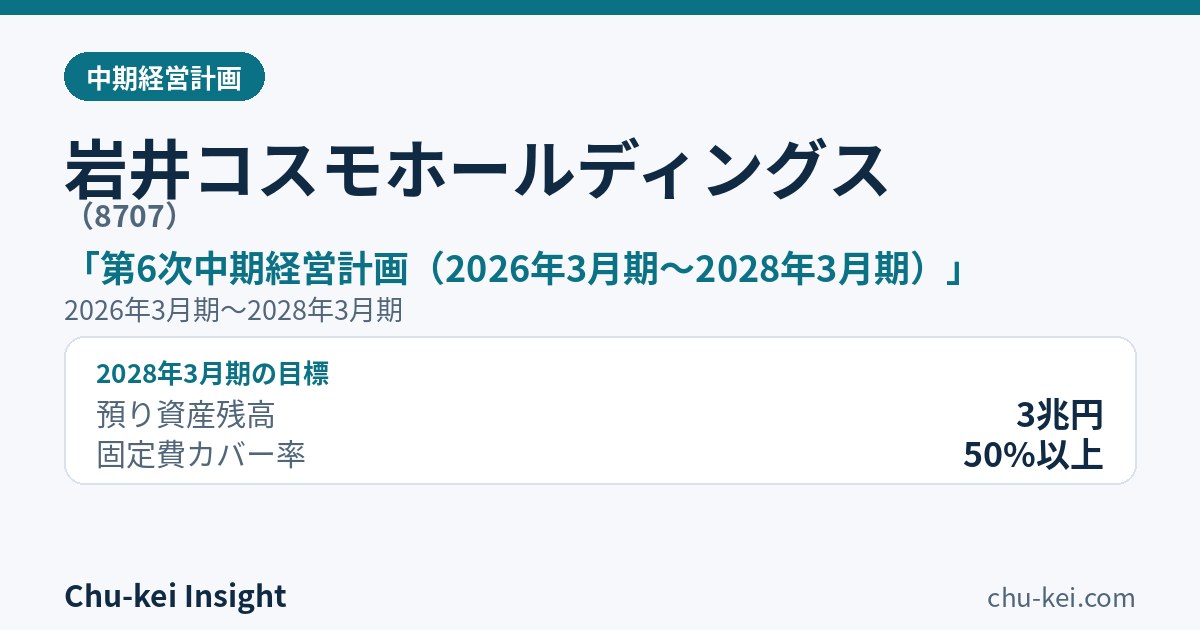 中期経営計画
岩井コスモホールディングス
（8707）
「第6次中期経営計画（2026年3月期～2028年3月期）」
2026年3月期～2028年3月期
2028年3月期の目標
預り資産残高 3兆円
固定費カバー率 50%以上
Chu-kei Insight chu-kei.com